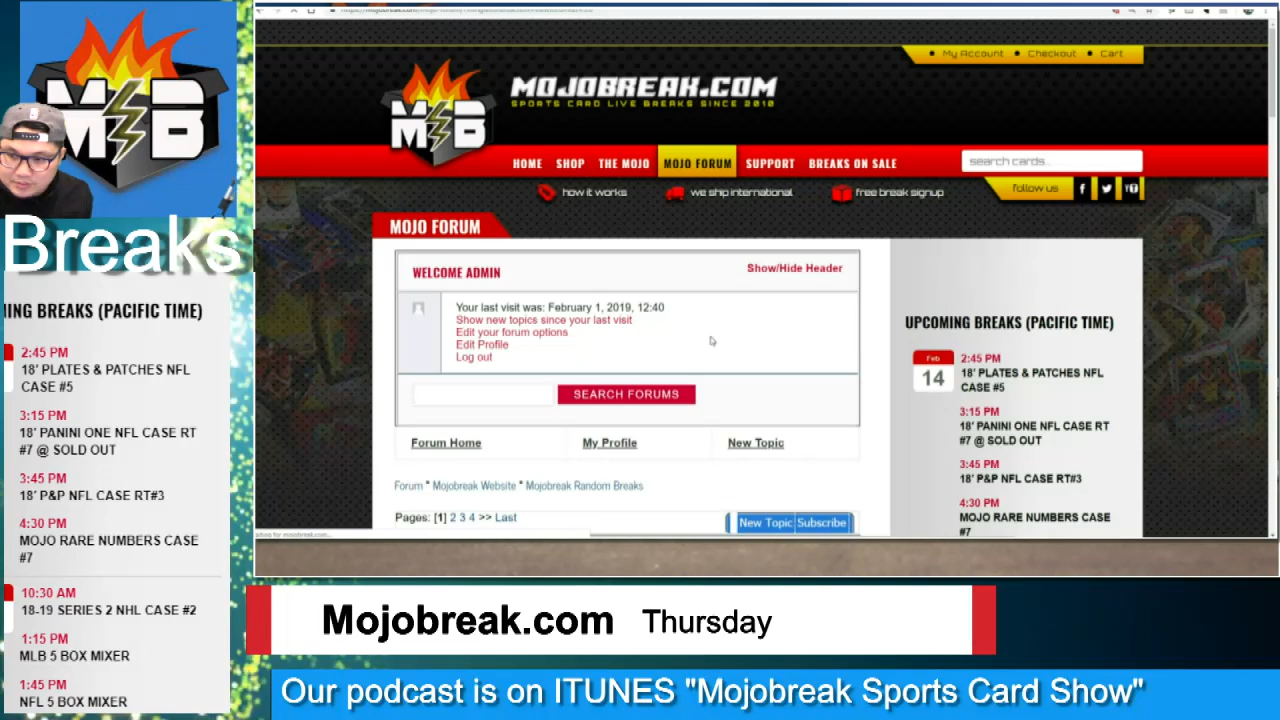 MB
Breaks
ING BREAKS (PACIFIC TIME)
2:45 PM
18' PLATES & PATCHES NFL
CASE #5
3:15 PM
18' PANINI ONE NFL CASE RT
#7 @ SOLD OUT
3:45 PM
18' P&P NFL CASE RT#3
4:30 PM
MOJO RARE NUMBERS CASE
#7
10:30 AM
18-19 SERIES 2 NHL CASE #2
1:15 PM
MLB 5 BOX MIXER
1:45 PM
NFL 5 BOX MIXER
My Account • Checkout • Cart
MB
MOJOBREAK.COM
SPORTS CARD LIVE BREAKS SINCE 2010
HOME SHOP THE MOJO MOJO FORUM SUPPORT BREAKS ON SALE
search cards...
how it works we ship international free break signup
follow us
MOJO FORUM
WELCOME ADMIN
Show/Hide Header
Your last visit was: February 1, 2019, 12:40
Show new topics since your last visit
Edit your forum options
Edit Profile
Log out
SEARCH FORUMS
Forum Home My Profile New Topic
Forum * Mojobreak Website * Mojobreak Random Breaks
Pages: [1] 2 3 4 >> Last
New Topic Subscribe
UPCOMING BREAKS (PACIFIC TIME)
Feb
14
2:45 PM
18' PLATES & PATCHES NFL
CASE #5
3:15 PM
18' PANINI ONE NFL CASE RT
#7 @ SOLD OUT
3:45 PM
18' P&P NFL CASE RT#3
4:30 PM
MOJO RARE NUMBERS CASE
#7
Mojobreak.com Thursday
Our podcast is on ITUNES "Mojobreak Sports Card Show"